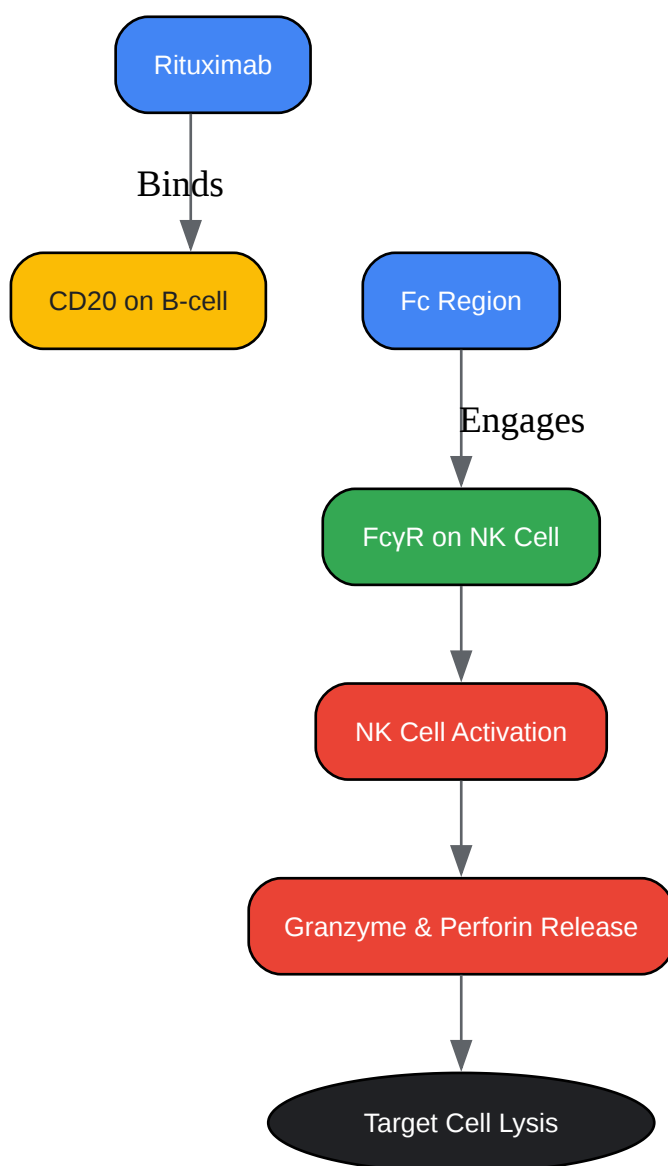 Rituximab
Binds
CD20 on B-cell
Fc Region
Engages
FcγR on NK Cell
NK Cell Activation
Granzyme & Perforin Release
Target Cell Lysis